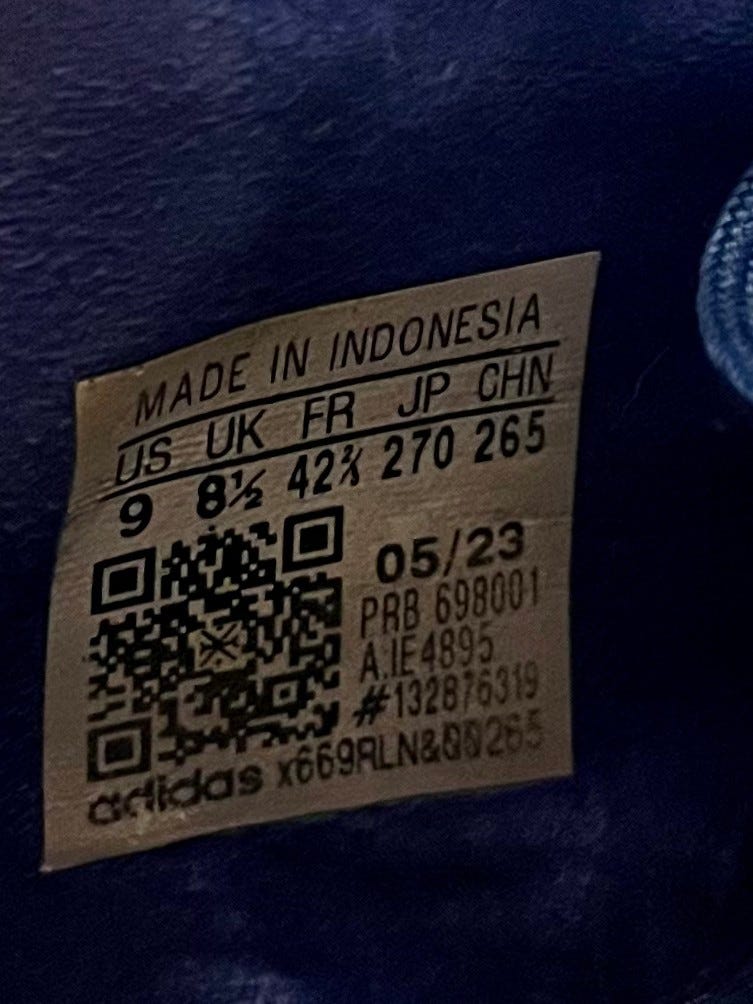 MADE IN INDONESIA
US UK FR JP CHN
9 8½ 42⅔ 270 265
05/23
PRB 698001
A.IE4895
#132876319
adidas x669RLN&00265